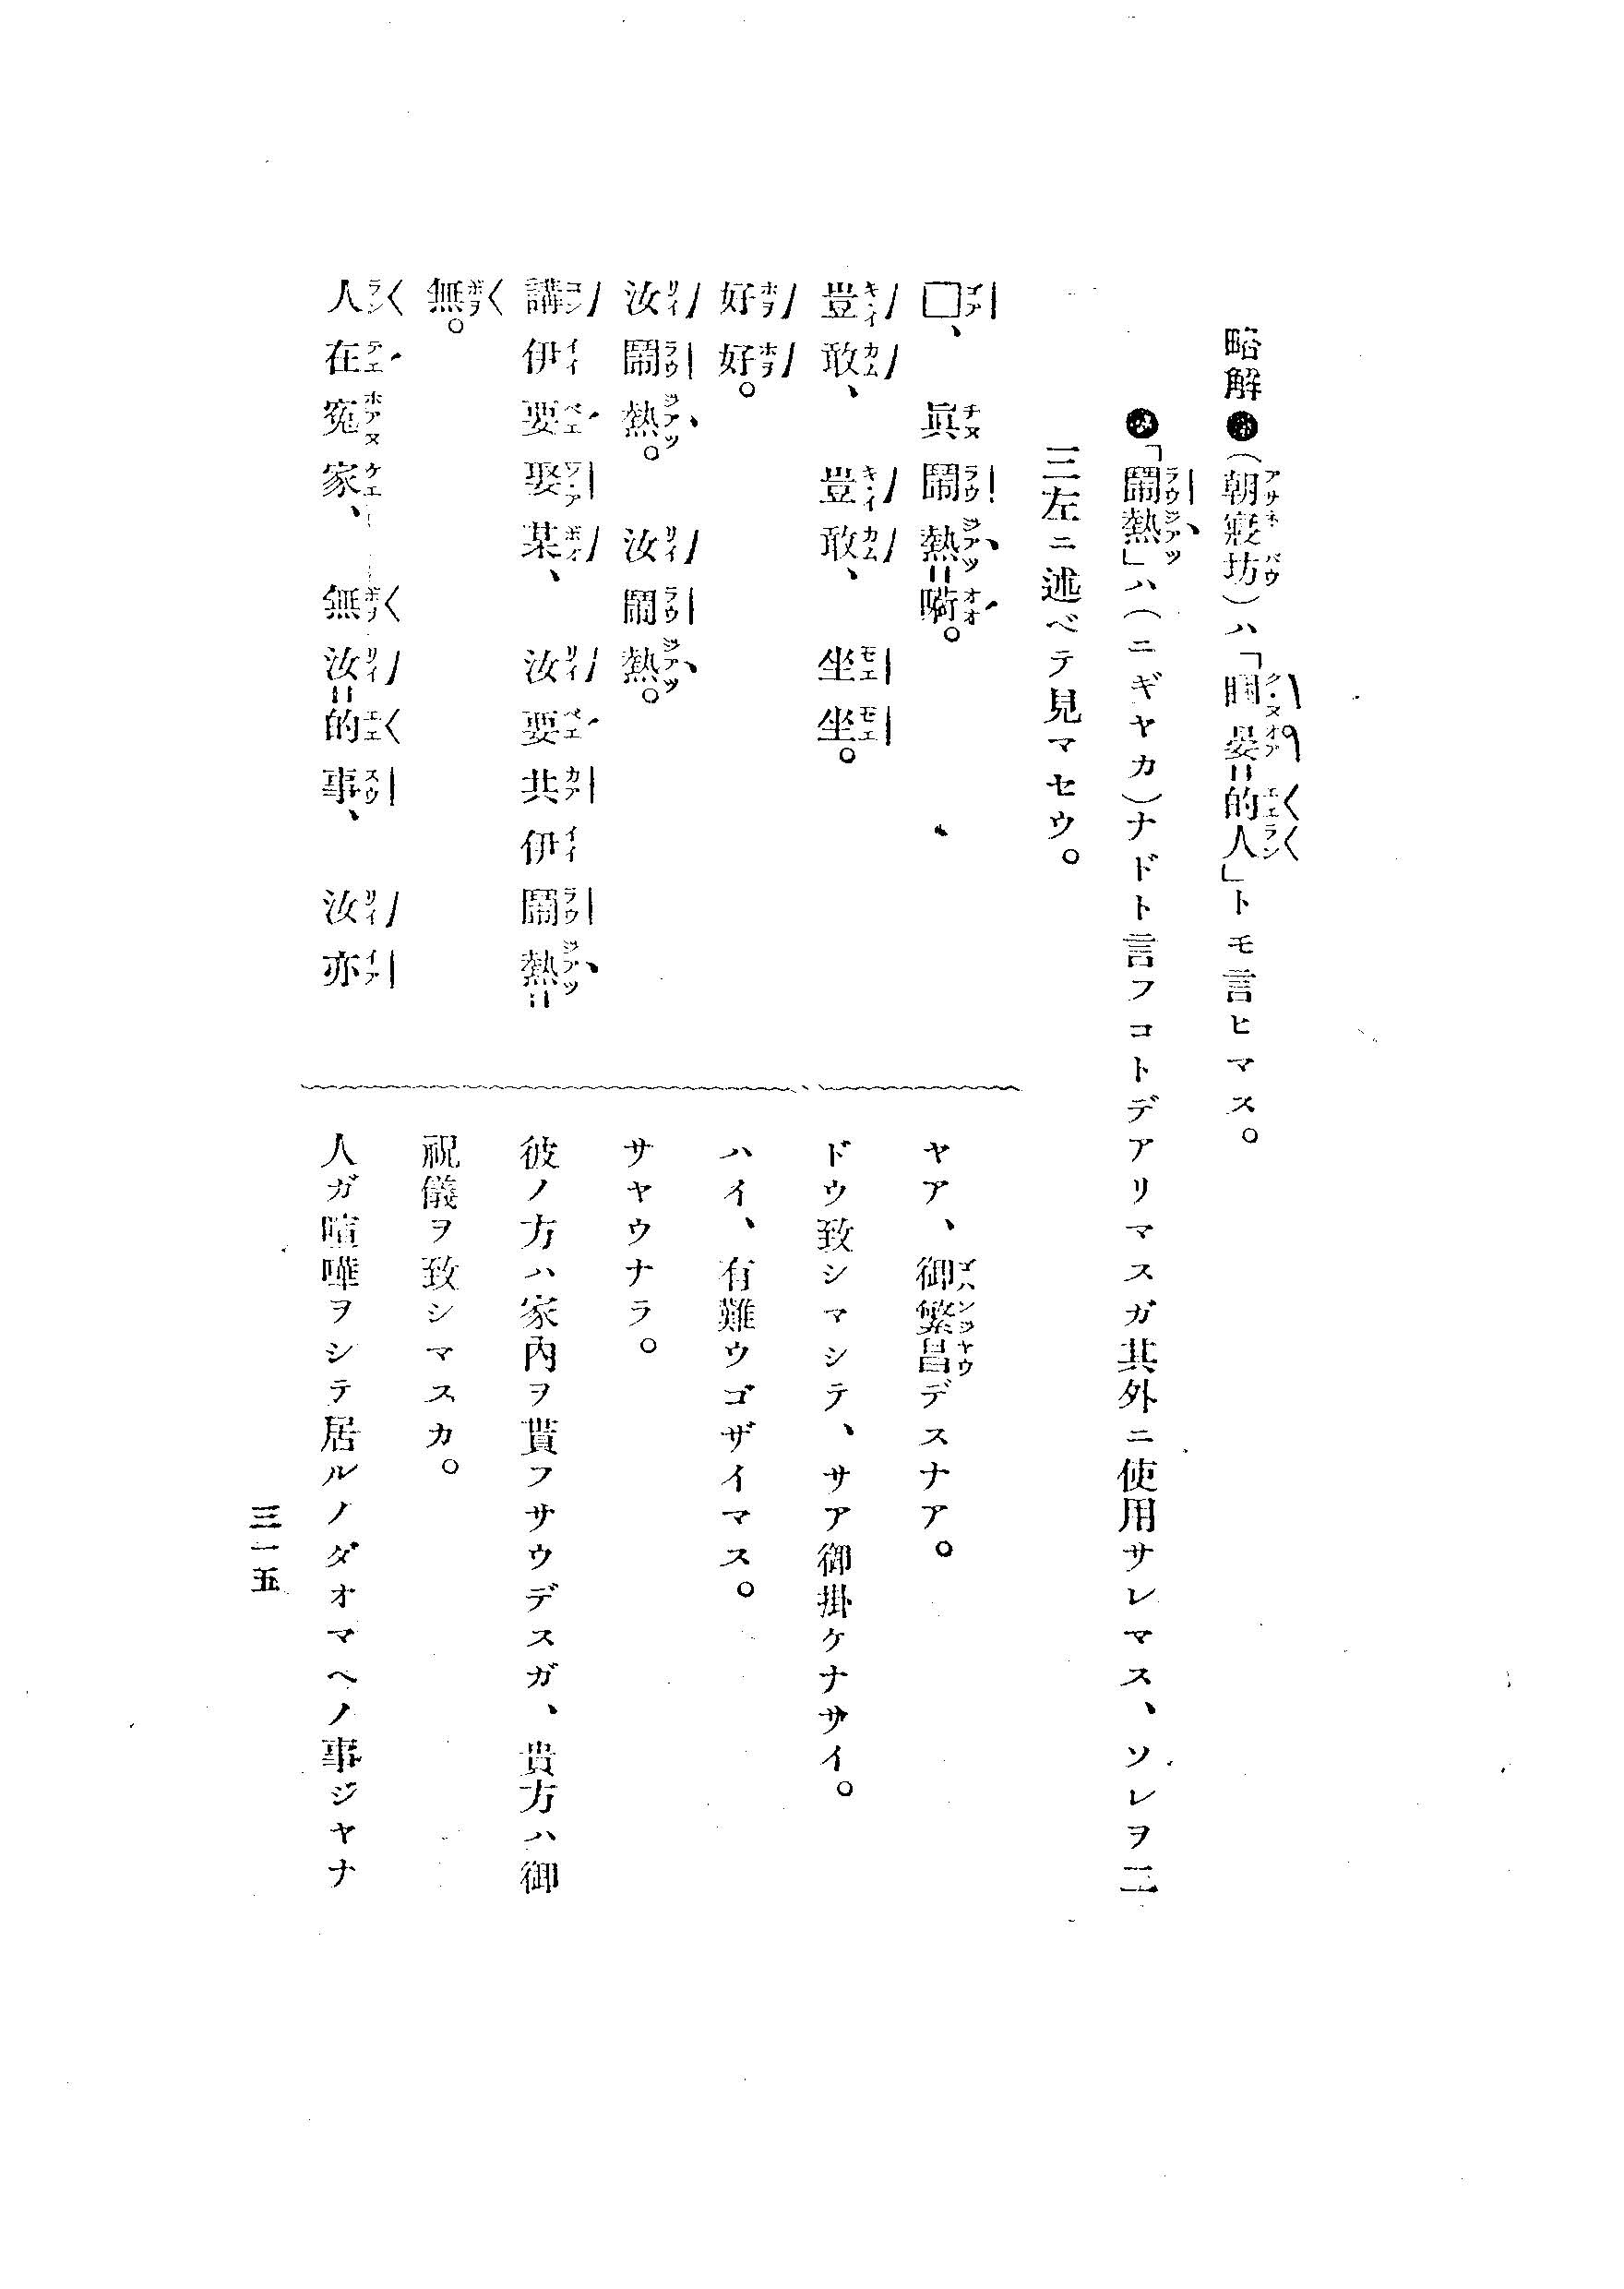 略解●(朝寢坊)ハ「睏晏=的人」トモ言ヒマス。
●「鬧熱」ハ(ニギヤカ)ナドト言フコトデアリマスガ其外ニ使用サレマス、ソレヲ二
三左ニ述ベテ見マセウ。
□、眞鬧熱=嗬。
豈敢、豈敢、坐坐。
好好。
汝鬧熱。汝鬧熱。
講伊要娶某、汝要共伊鬧熱=
無。
人在寃家、無汝=的事、汝亦
ヤア、御繁昌デスナア。
ドウ致シマシテ、サア御掛ケナサイ。
ハイ、有難ウゴザイマス。
サヤウナラ。
彼ノ方ハ家內ヲ貰フサウデスガ、貴方ハ御
祝儀ヲ致シマスカ。
人ガ喧嘩ヲシテ居ルノダオマヘノ事ジヤナ
三一五